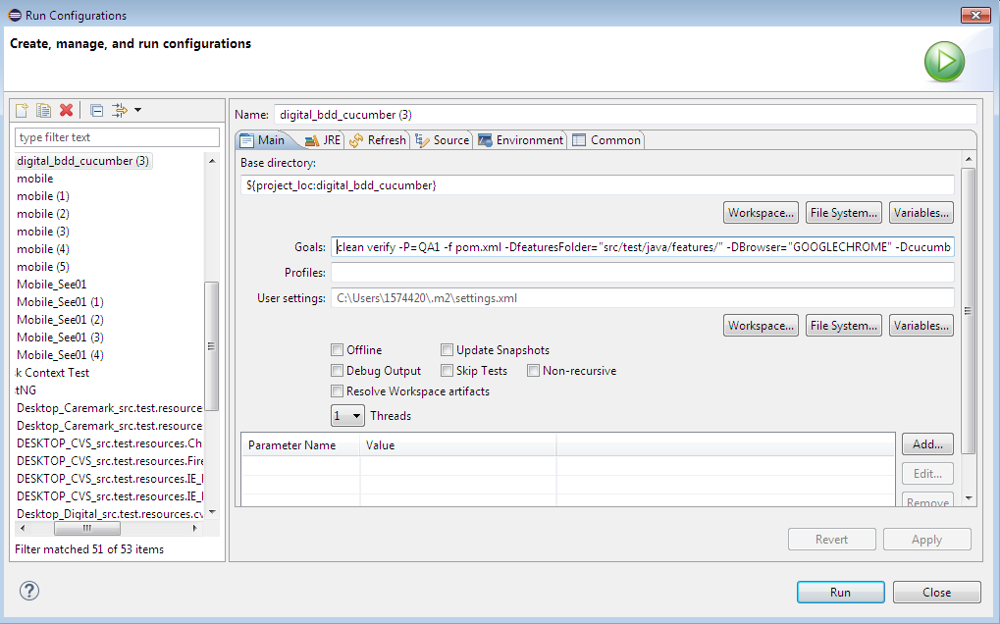 Run Configurations
Create, manage, and run configurations
type filter text
digital_bdd_cucumber (3)
mobile
mobile (1)
mobile (2)
mobile (3)
mobile (4)
mobile (5)
Mobile_See01
Mobile_See01 (1)
Mobile_See01 (2)
Mobile_See01 (3)
Mobile_See01 (4)
k Context Test
tNG
Desktop_Caremark_src.test.resource
Desktop_Caremark_src.test.resource
DESKTOP_CVS_src.test.resources.Ch
DESKTOP_CVS_src.test.resources.Fire
DESKTOP_CVS_src.test.resources.IE_
DESKTOP_CVS_src.test.resources.IE_
Desktop_Digital_src.test.resources.cv
Filter matched 51 of 53 items
Name: digital_bdd_cucumber (3)
Main JRE Refresh Source Environment Common
Base directory:
${project_loc:digital_bdd_cucumber}
Workspace... File System... Variables...
Goals: clean verify -P=QA1 -f pom.xml -DfeaturesFolder="src/test/java/features/" -DBrowser="GOOGLECHROME" -Dcucumb
Profiles:
User settings: C:\Users\1574420\.m2\settings.xml
Workspace... File System... Variables...
Offline Update Snapshots
Debug Output Skip Tests Non-recursive
Resolve Workspace artifacts
1 Threads
Parameter Name Value
Add...
Edit...
Remove
Revert Apply
? Run Close